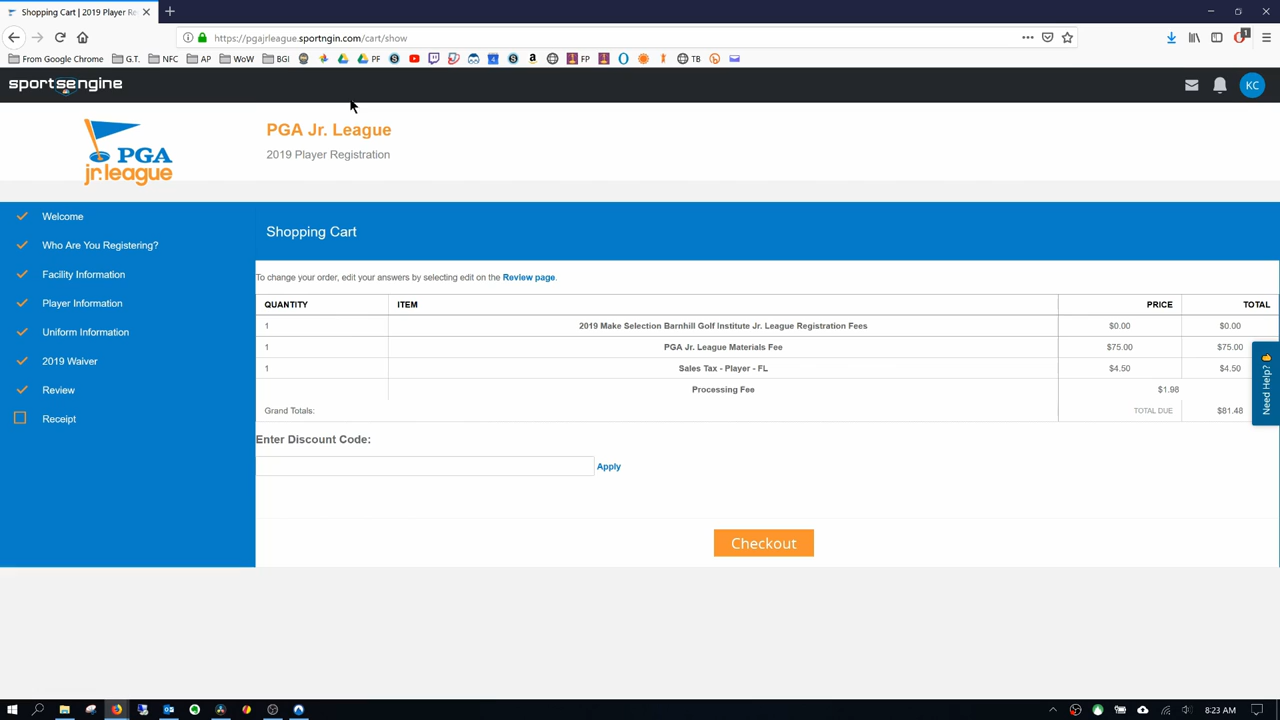 Shopping Cart | 2019 Player Re
https://pgajrleague.sportngin.com/cart/show
1
From Google Chrome G.T. NFC AP WoW BGI PF FP TB
sportsengine
KC
PGA Jr. League
2019 Player Registration
PGA
jr.league
Welcome
Who Are You Registering?
Facility Information
Player Information
Uniform Information
2019 Waiver
Review
Receipt
Shopping Cart
To change your order, edit your answers by selecting edit on the Review page.
QUANTITY ITEM PRICE TOTAL
1 2019 Make Selection Barnhill Golf Institute Jr. League Registration Fees $0.00 $0.00
1 PGA Jr. League Materials Fee $75.00 $75.00
1 Sales Tax - Player - FL $4.50 $4.50
Processing Fee $1.98
Grand Totals: TOTAL DUE $81.48
Enter Discount Code:
Apply
Checkout
Need Help?
8:23 AM